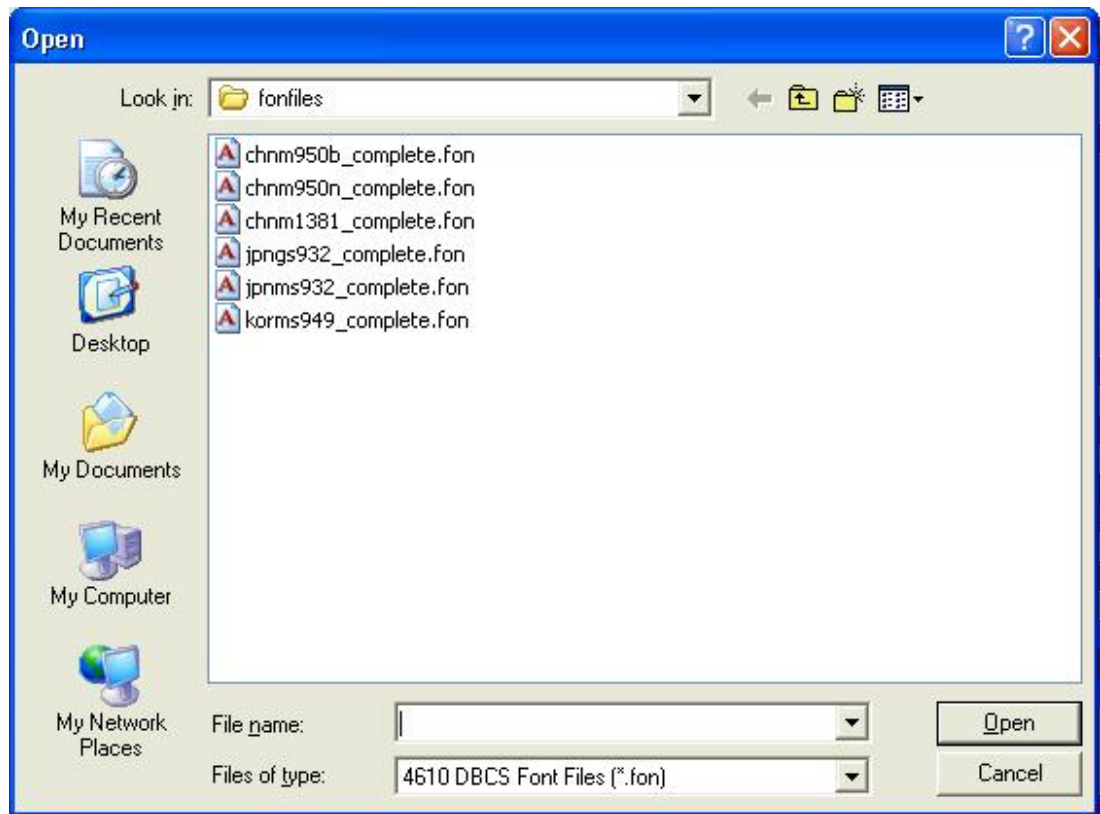 Open
Look in: fonfiles
chnm950b_complete.fon
chnm950n_complete.fon
chnm1381_complete.fon
jpngs932_complete.fon
jpnms932_complete.fon
korms949_complete.fon
My Recent
Documents
Desktop
My Documents
My Computer
My Network
Places
File name:
Open
Files of type: 4610 DBCS Font Files (*.fon)
Cancel